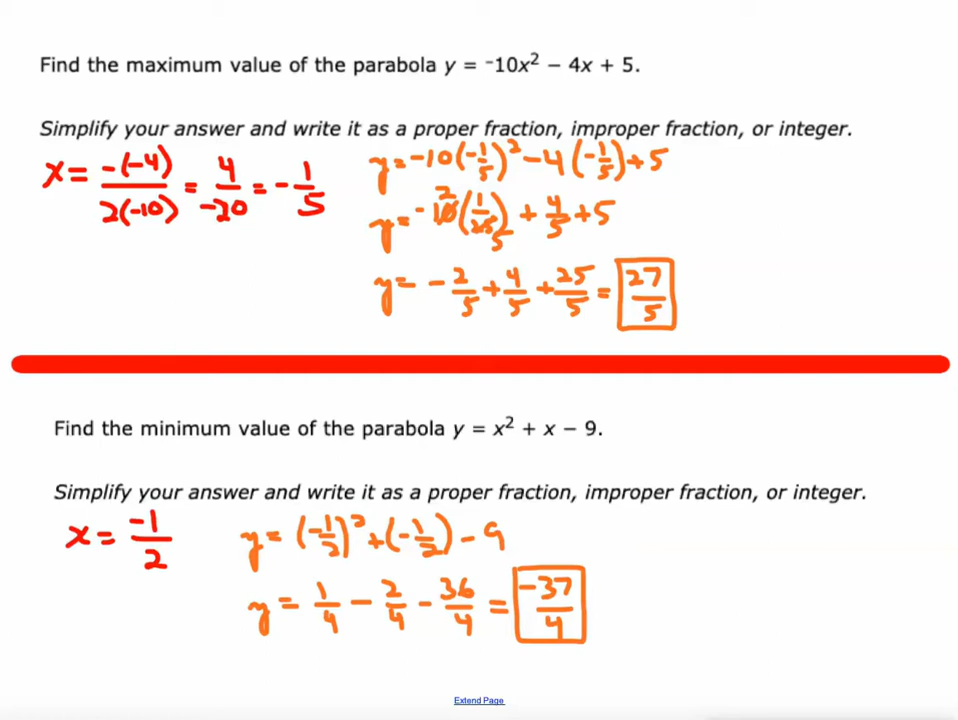 Find the maximum value of the parabola y = ⁻10x² − 4x + 5.
Simplify your answer and write it as a proper fraction, improper fraction, or integer.
x = -(-4)/2(-10) = 4/-20 = -1/5
y = -10(-1/5)² - 4(-1/5) + 5
y = -10(1/25) + 4/5 + 5
2
5
y = -2/5 + 4/5 + 25/5 = 27/5
Find the minimum value of the parabola y = x² + x − 9.
Simplify your answer and write it as a proper fraction, improper fraction, or integer.
x = -1/2
y = (-1/2)² + (-1/2) - 9
y = 1/4 - 2/4 - 36/4 = -37/4
Extend Page